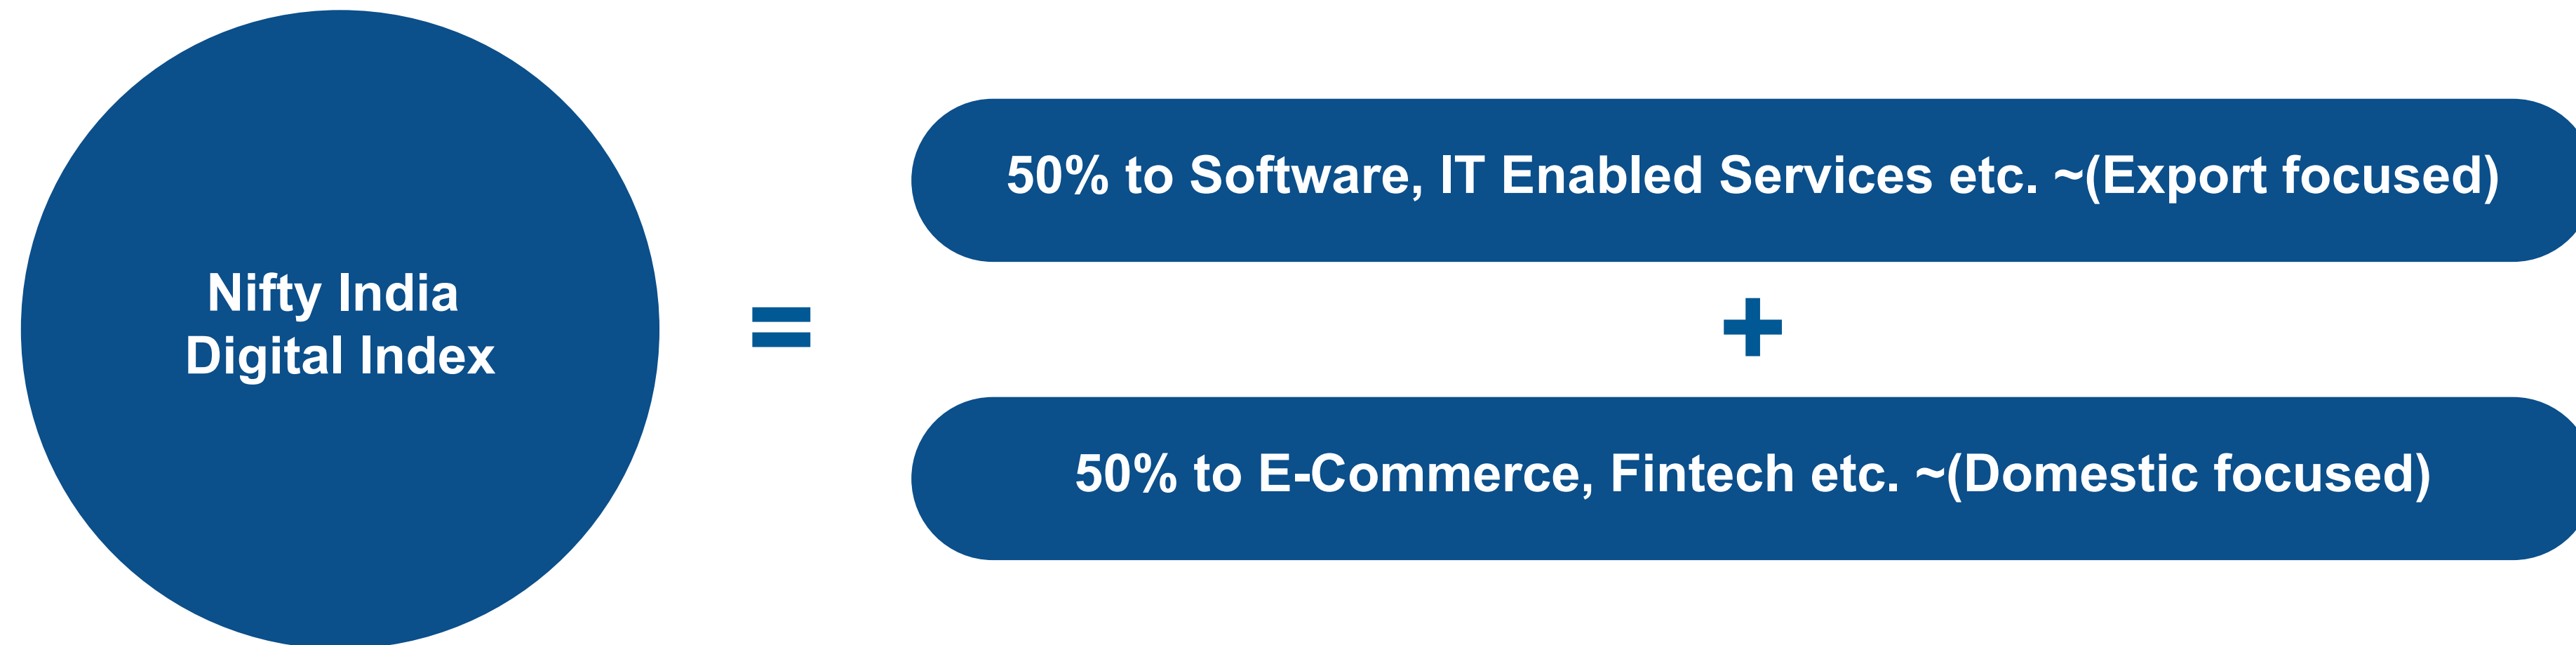 Nifty India
Digital Index
=
50% to Software, IT Enabled Services etc. ~(Export focused)
+
50% to E-Commerce, Fintech etc. ~(Domestic focused)